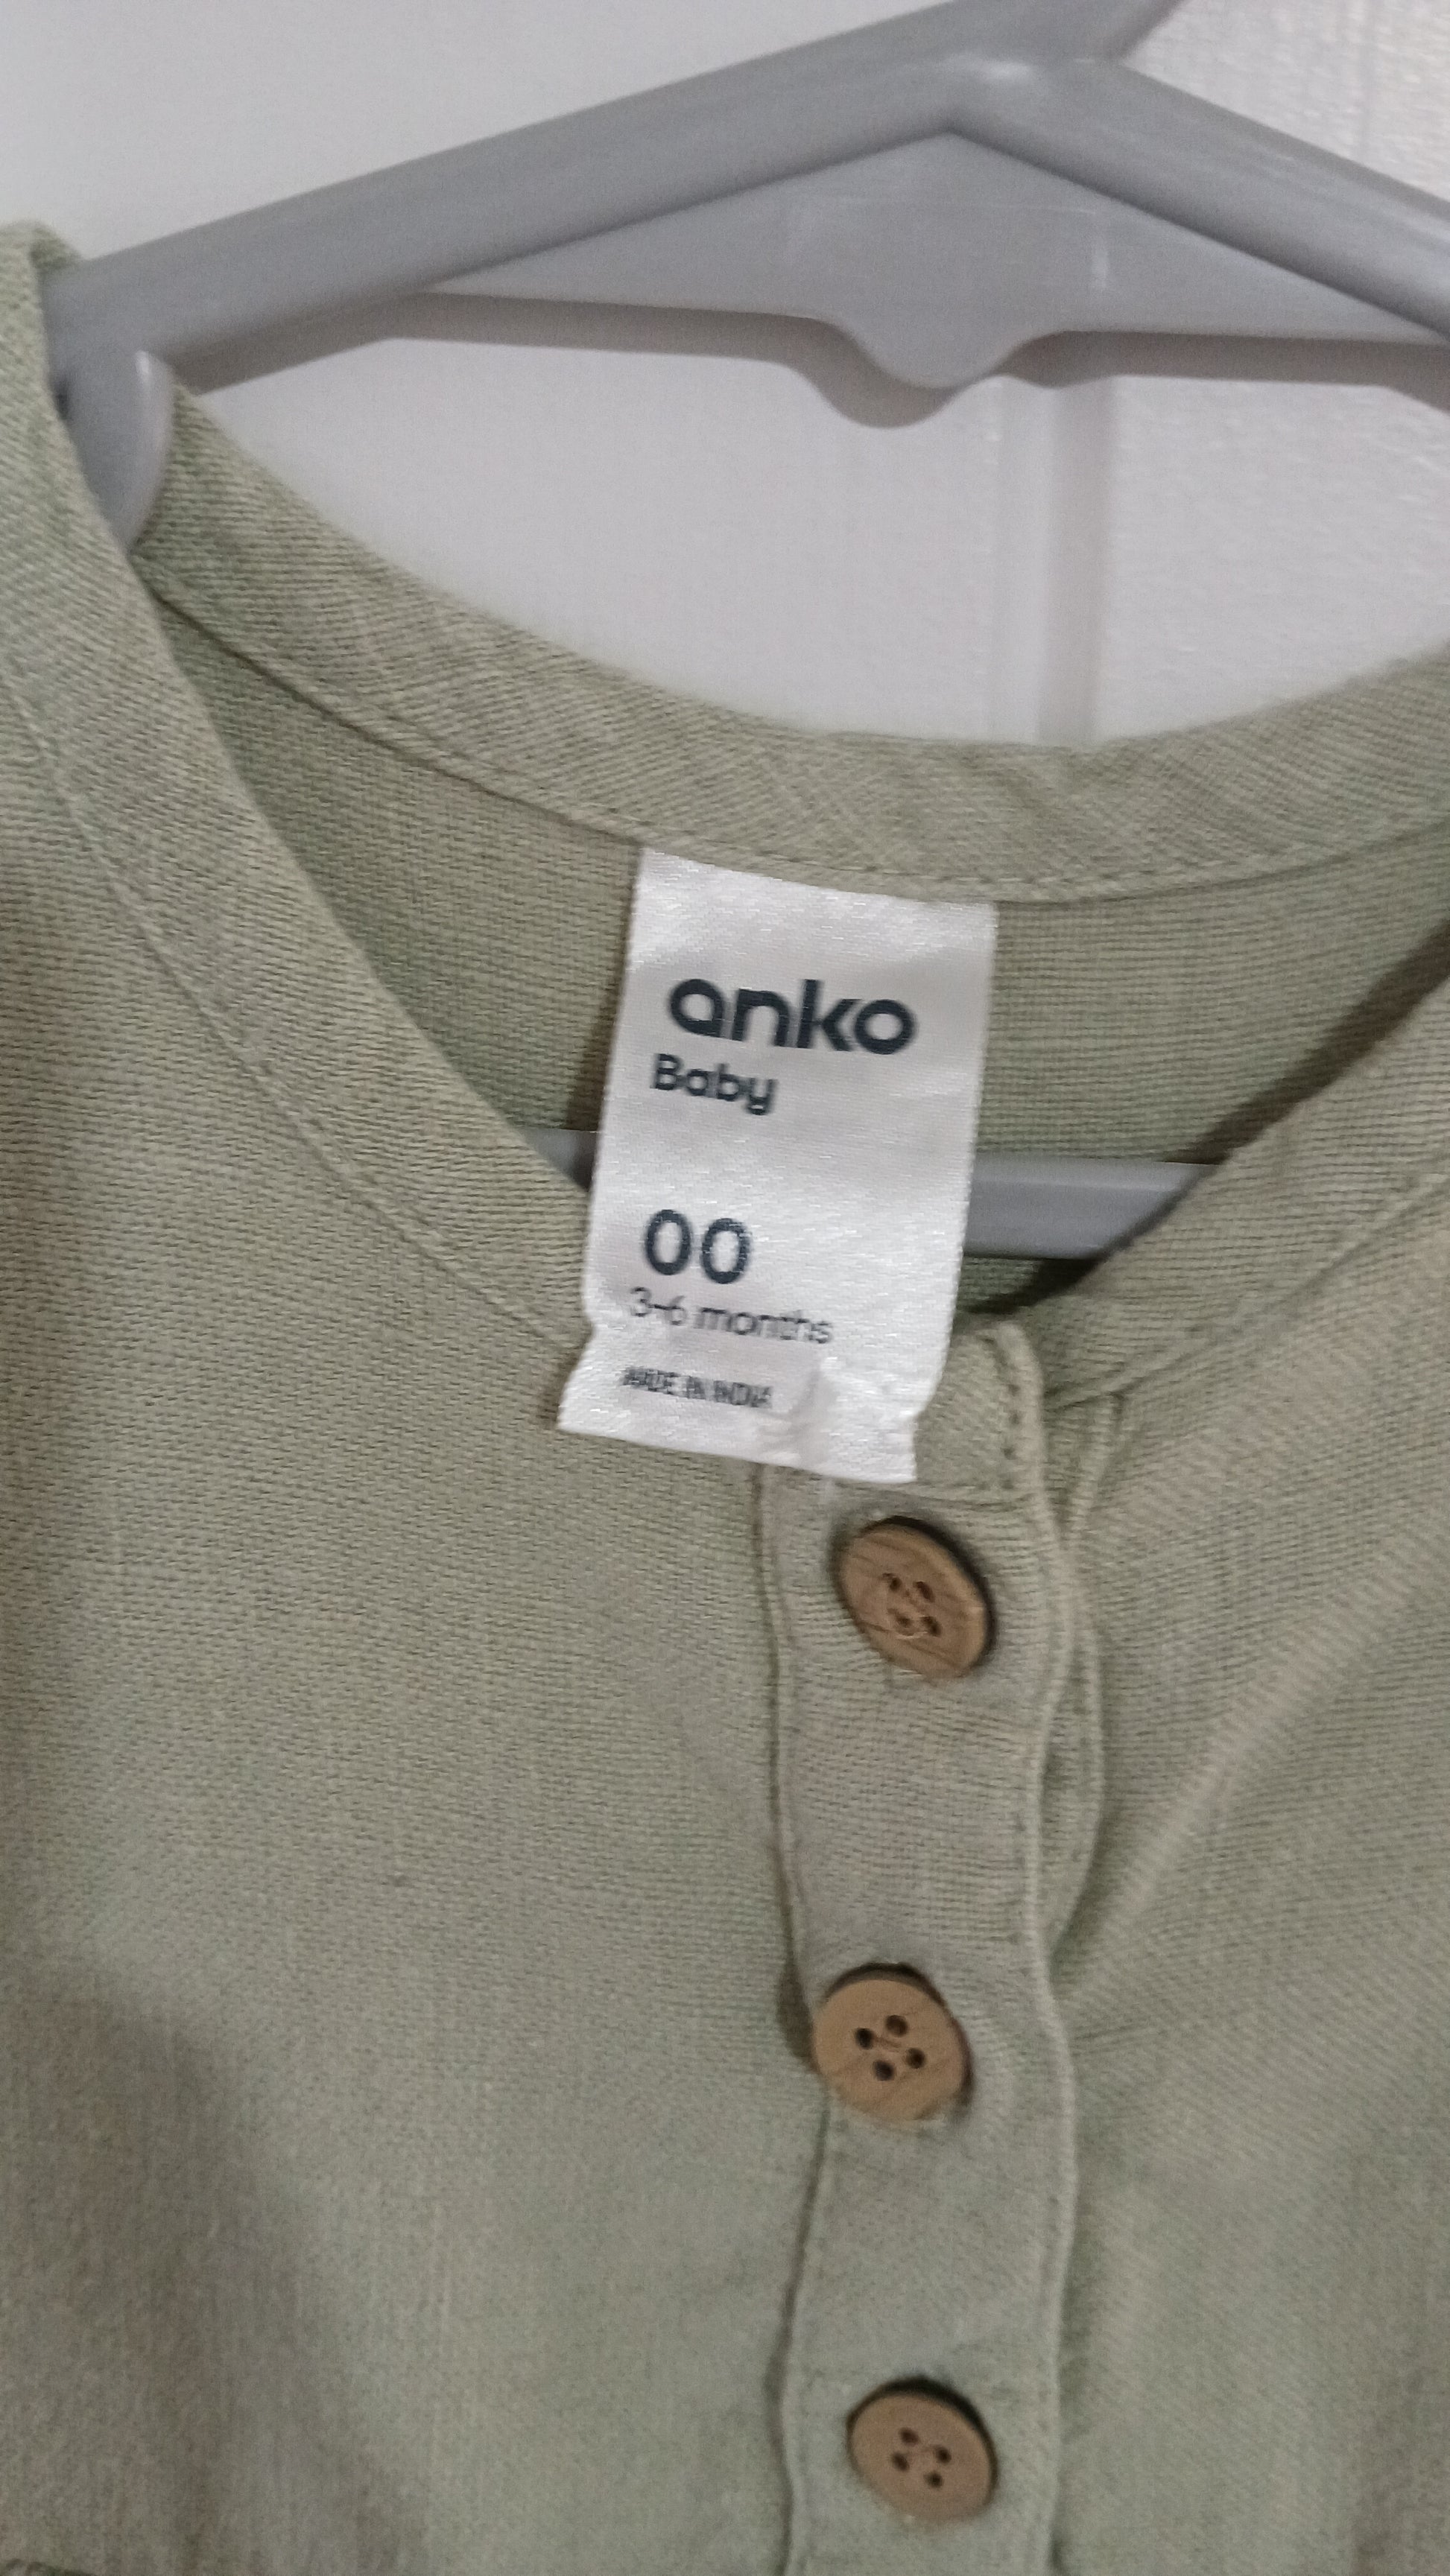 anko
Baby
00
3-6 months
MADE IN INDIA